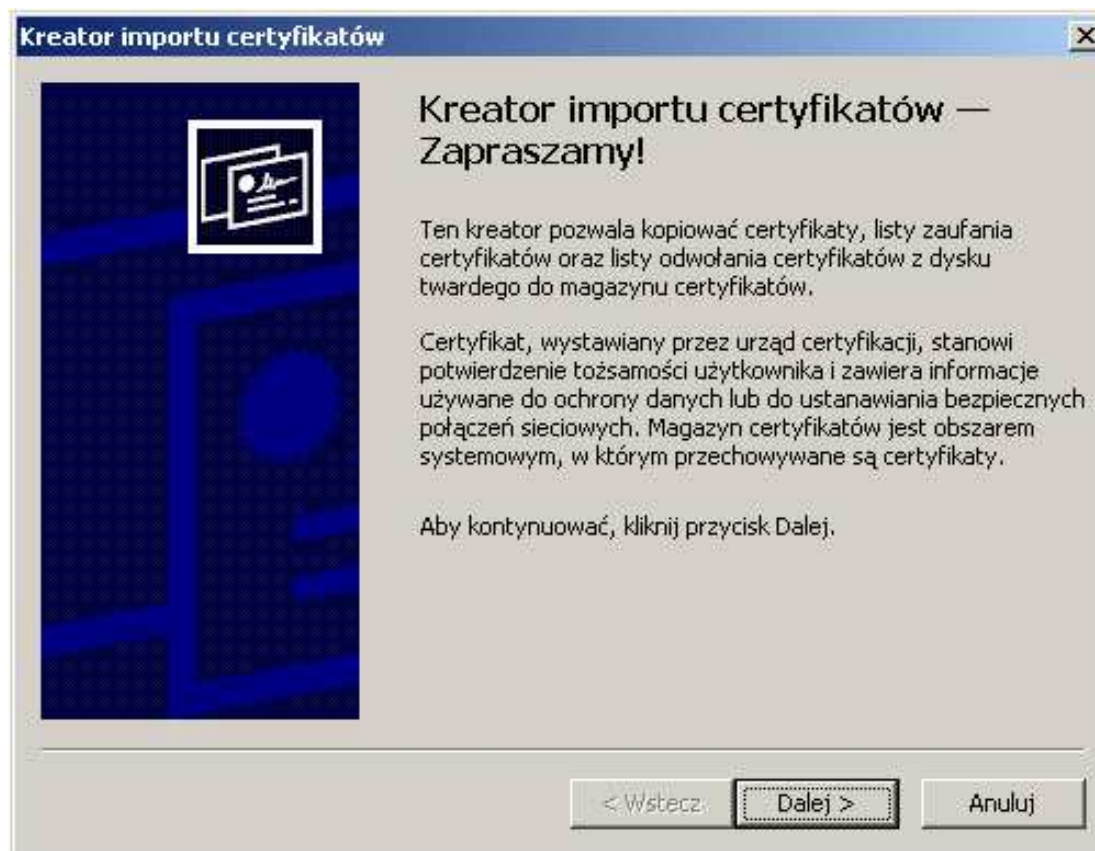 Kreator importu certyfikatów
Kreator importu certyfikatów —
Zapraszamy!
Ten kreator pozwala kopiować certyfikaty, listy zaufania
certyfikatów oraz listy odwołania certyfikatów z dysku
twardego do magazynu certyfikatów.
Certyfikat, wystawiany przez urząd certyfikacji, stanowi
potwierdzenie tożsamości użytkownika i zawiera informacje
używane do ochrony danych lub do ustanawiania bezpiecznych
połączeń sieciowych. Magazyn certyfikatów jest obszarem
systemowym, w którym przechowywane są certyfikaty.
Aby kontynuować, kliknij przycisk Dalej.
< Wstecz Dalej > Anuluj